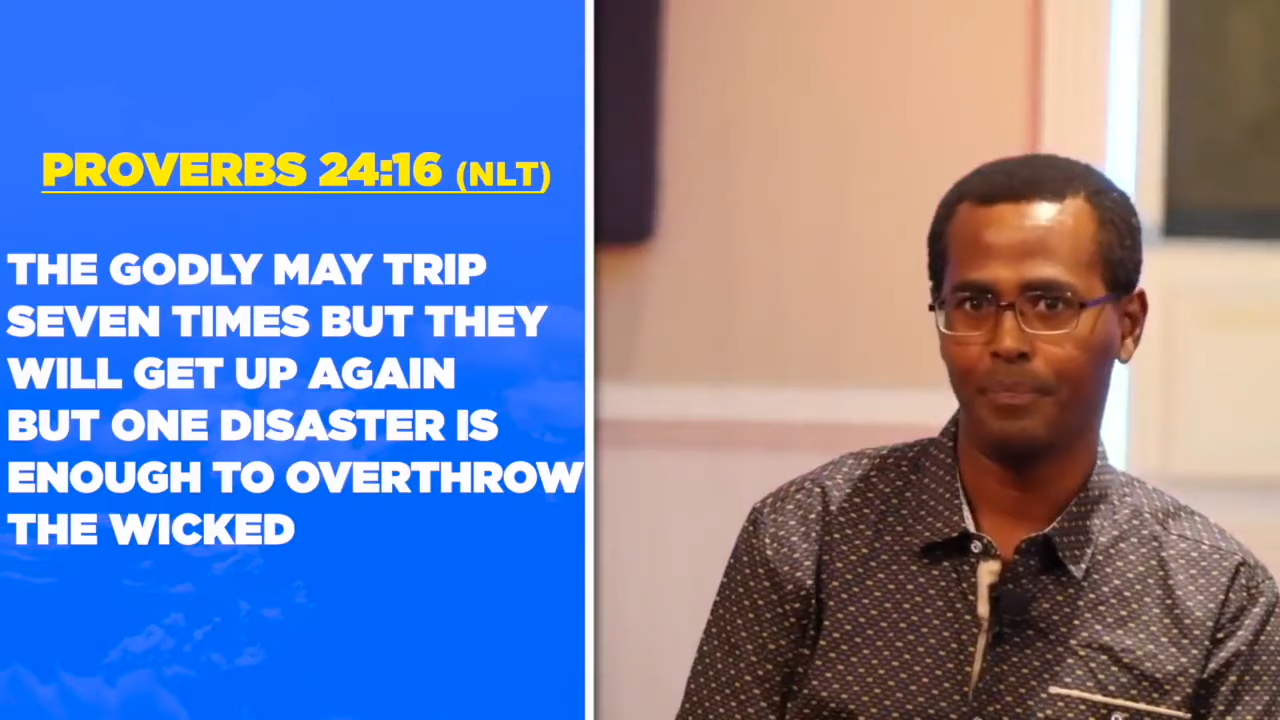 PROVERBS 24:16 (NLT)
THE GODLY MAY TRIP
SEVEN TIMES BUT THEY
WILL GET UP AGAIN
BUT ONE DISASTER IS
ENOUGH TO OVERTHROW
THE WICKED